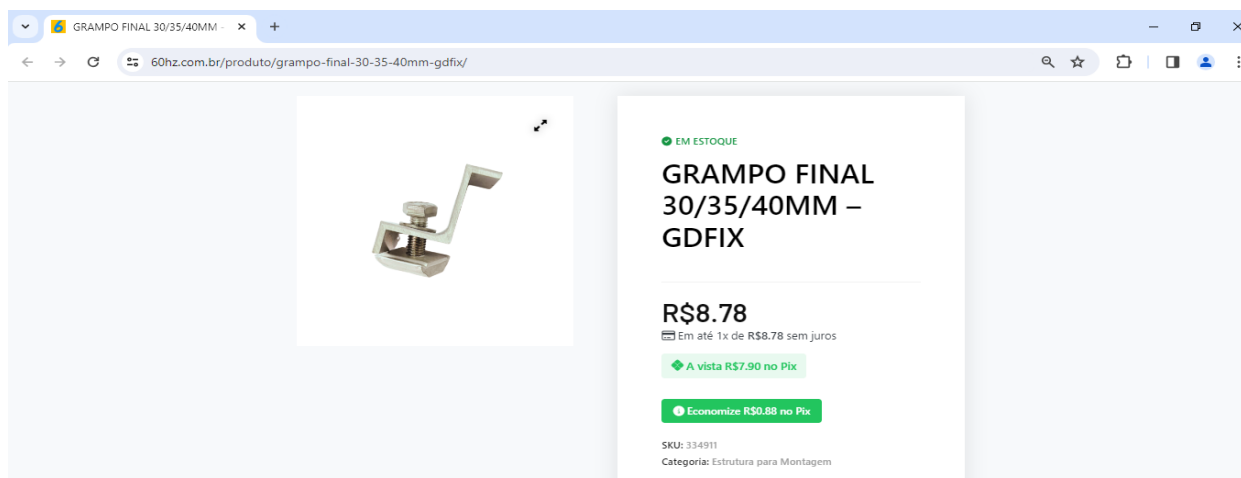 6 GRAMPO FINAL 30/35/40MM -
60hz.com.br/produto/grampo-final-30-35-40mm-gdfix/
EM ESTOQUE
GRAMPO FINAL
30/35/40MM –
GDFIX
R$8.78
Em até 1x de R$8.78 sem juros
A vista R$7.90 no Pix
Economize R$0.88 no Pix
SKU: 334911
Categoria: Estrutura para Montagem